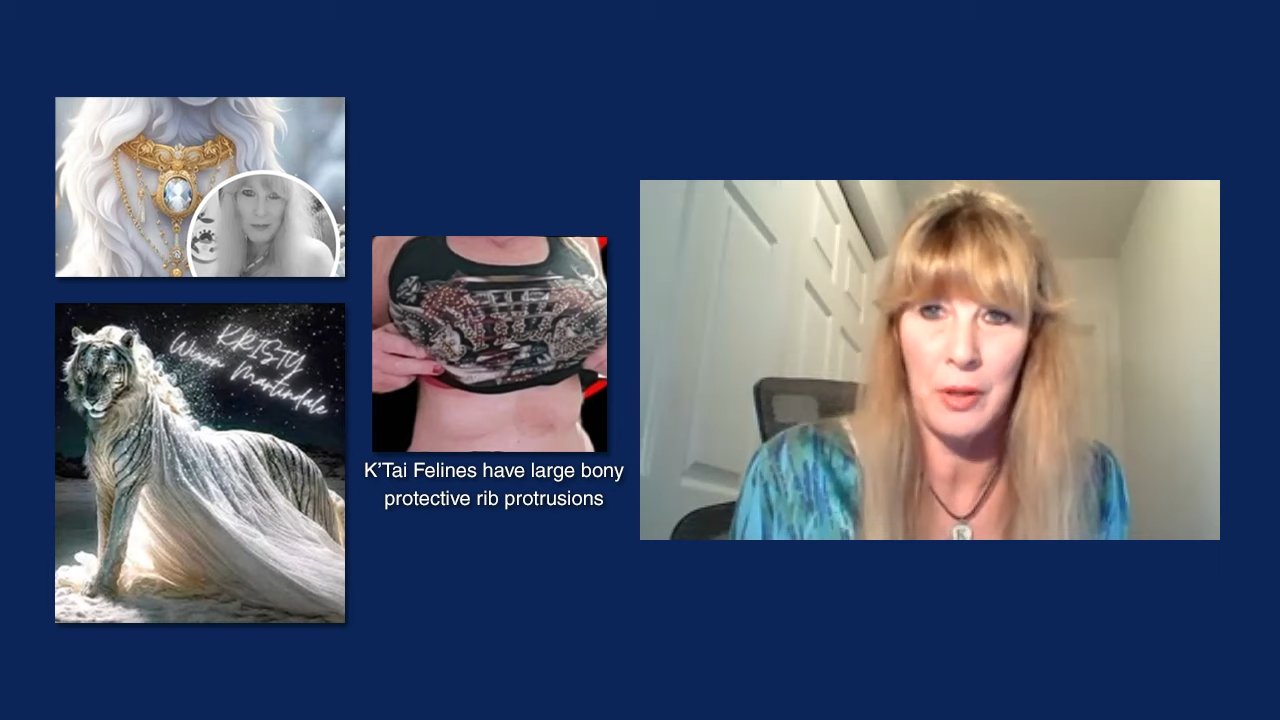 KRISTY
Wixon Martindale
K'Tai Felines have large bony
protective rib protrusions
K